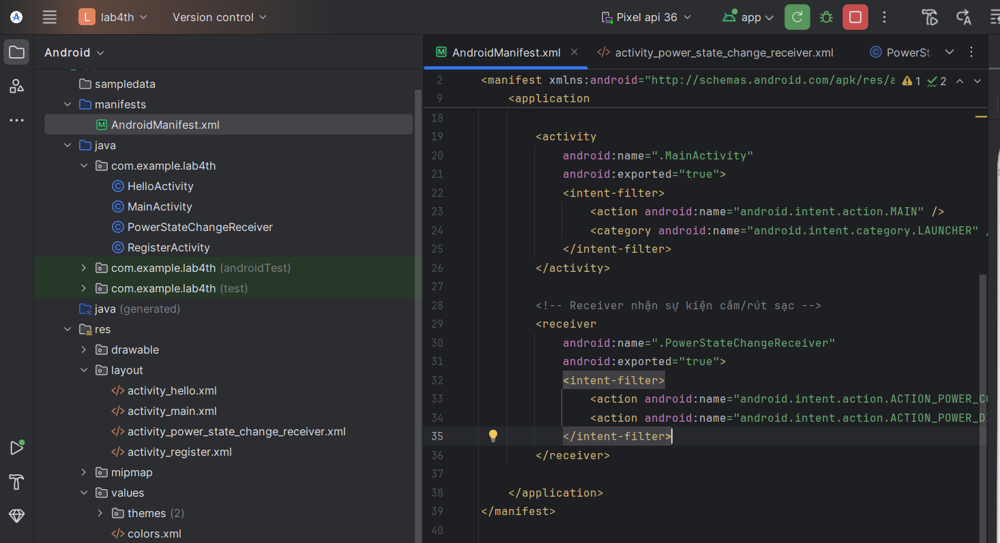 L lab4th Version control Pixel api 36 app
Android
sampledata
manifests
AndroidManifest.xml
java
com.example.lab4th
HelloActivity
MainActivity
PowerStateChangeReceiver
RegisterActivity
com.example.lab4th (androidTest)
com.example.lab4th (test)
java (generated)
res
drawable
layout
activity_hello.xml
activity_main.xml
activity_power_state_change_receiver.xml
activity_register.xml
mipmap
values
themes (2)
colors.xml
AndroidManifest.xml activity_power_state_change_receiver.xml PowerSt
2 <manifest xmlns:android="http://schemas.android.com/apk/res/a 1 2
9 <application
18
19 <activity
20 android:name=".MainActivity"
21 android:exported="true">
22 <intent-filter>
23 <action android:name="android.intent.action.MAIN" />
24 <category android:name="android.intent.category.LAUNCHER" /
25 </intent-filter>
26 </activity>
27
28 <!-- Receiver nhận sự kiện cắm/rút sạc -->
29 <receiver
30 android:name=".PowerStateChangeReceiver"
31 android:exported="true">
32 <intent-filter>
33 <action android:name="android.intent.action.ACTION_POWER_CO
34 <action android:name="android.intent.action.ACTION_POWER_DI
35 </intent-filter>
36 </receiver>
37
38 </application>
39 </manifest>
40